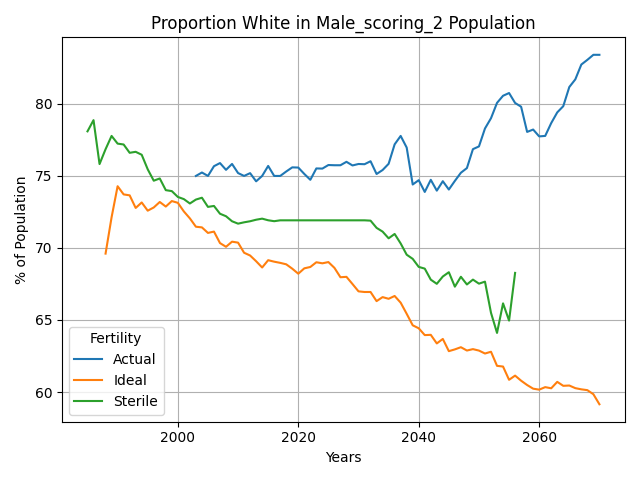 Proportion White in Male_scoring_2 Population
% of Population
80
75
70
65
60
Fertility
Actual
Ideal
Sterile
2000
2020
2040
2060
Years